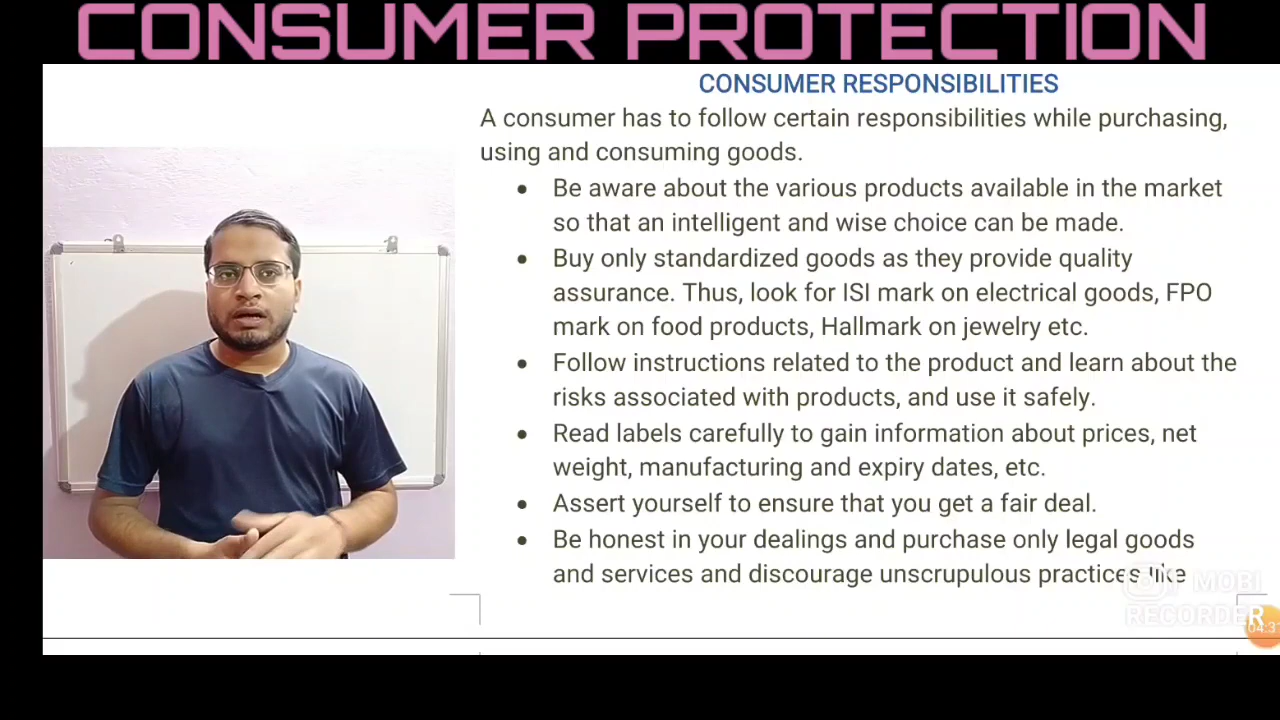 CONSUMER PROTECTION
CONSUMER RESPONSIBILITIES
A consumer has to follow certain responsibilities while purchasing,
using and consuming goods.
• Be aware about the various products available in the market
so that an intelligent and wise choice can be made.
• Buy only standardized goods as they provide quality
assurance. Thus, look for ISI mark on electrical goods, FPO
mark on food products, Hallmark on jewelry etc.
• Follow instructions related to the product and learn about the
risks associated with products, and use it safely.
• Read labels carefully to gain information about prices, net
weight, manufacturing and expiry dates, etc.
• Assert yourself to ensure that you get a fair deal.
• Be honest in your dealings and purchase only legal goods
and services and discourage unscrupulous practices like
MOBI
RECORDER
04:31